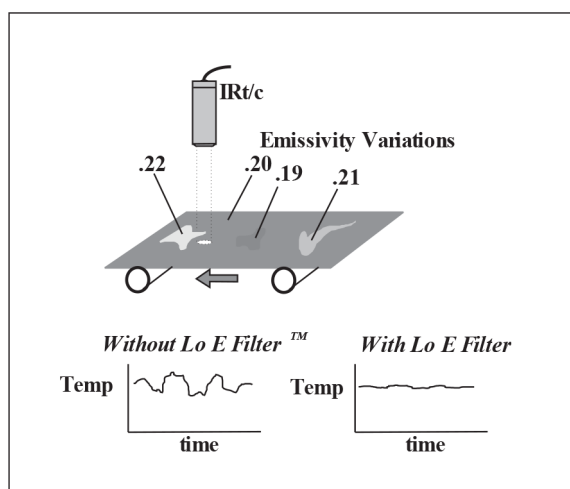 IRt/c
Emissivity Variations
.22
.20
.19
.21
Without Lo E Filter ™
With Lo E Filter
Temp
time
Temp
time